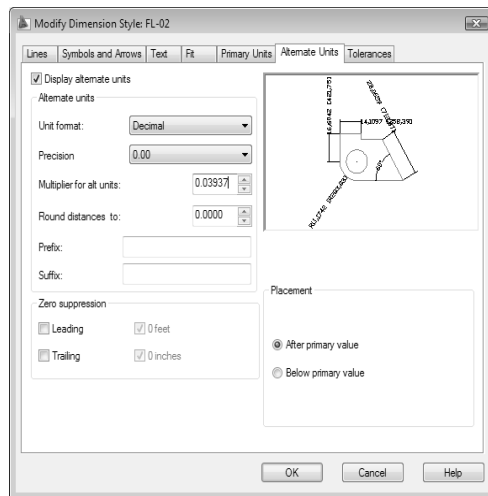 Modify Dimension Style: FL-02
Lines Symbols and Arrows Text Fit Primary Units Alternate Units Tolerances
Display alternate units
Alternate units
Unit format: Decimal
Precision 0.00
Multiplier for alt units: 0.03937
Round distances to: 0.0000
Prefix:
Suffix:
Zero suppression
Leading 0 feet
Trailing 0 inches
60°
Placement
After primary value
Below primary value
OK Cancel Help